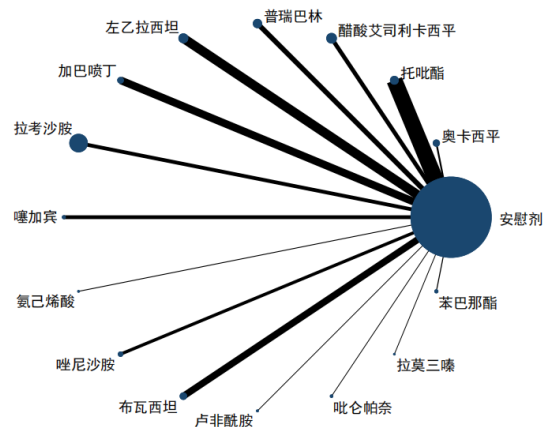 普瑞巴林
左乙拉西坦
醋酸艾司利卡西平
加巴喷丁
托吡酯
拉考沙胺
奥卡西平
噻加宾
安慰剂
氨己烯酸
苯巴那酯
唑尼沙胺
拉莫三嗪
布瓦西坦
吡仑帕奈
卢非酰胺